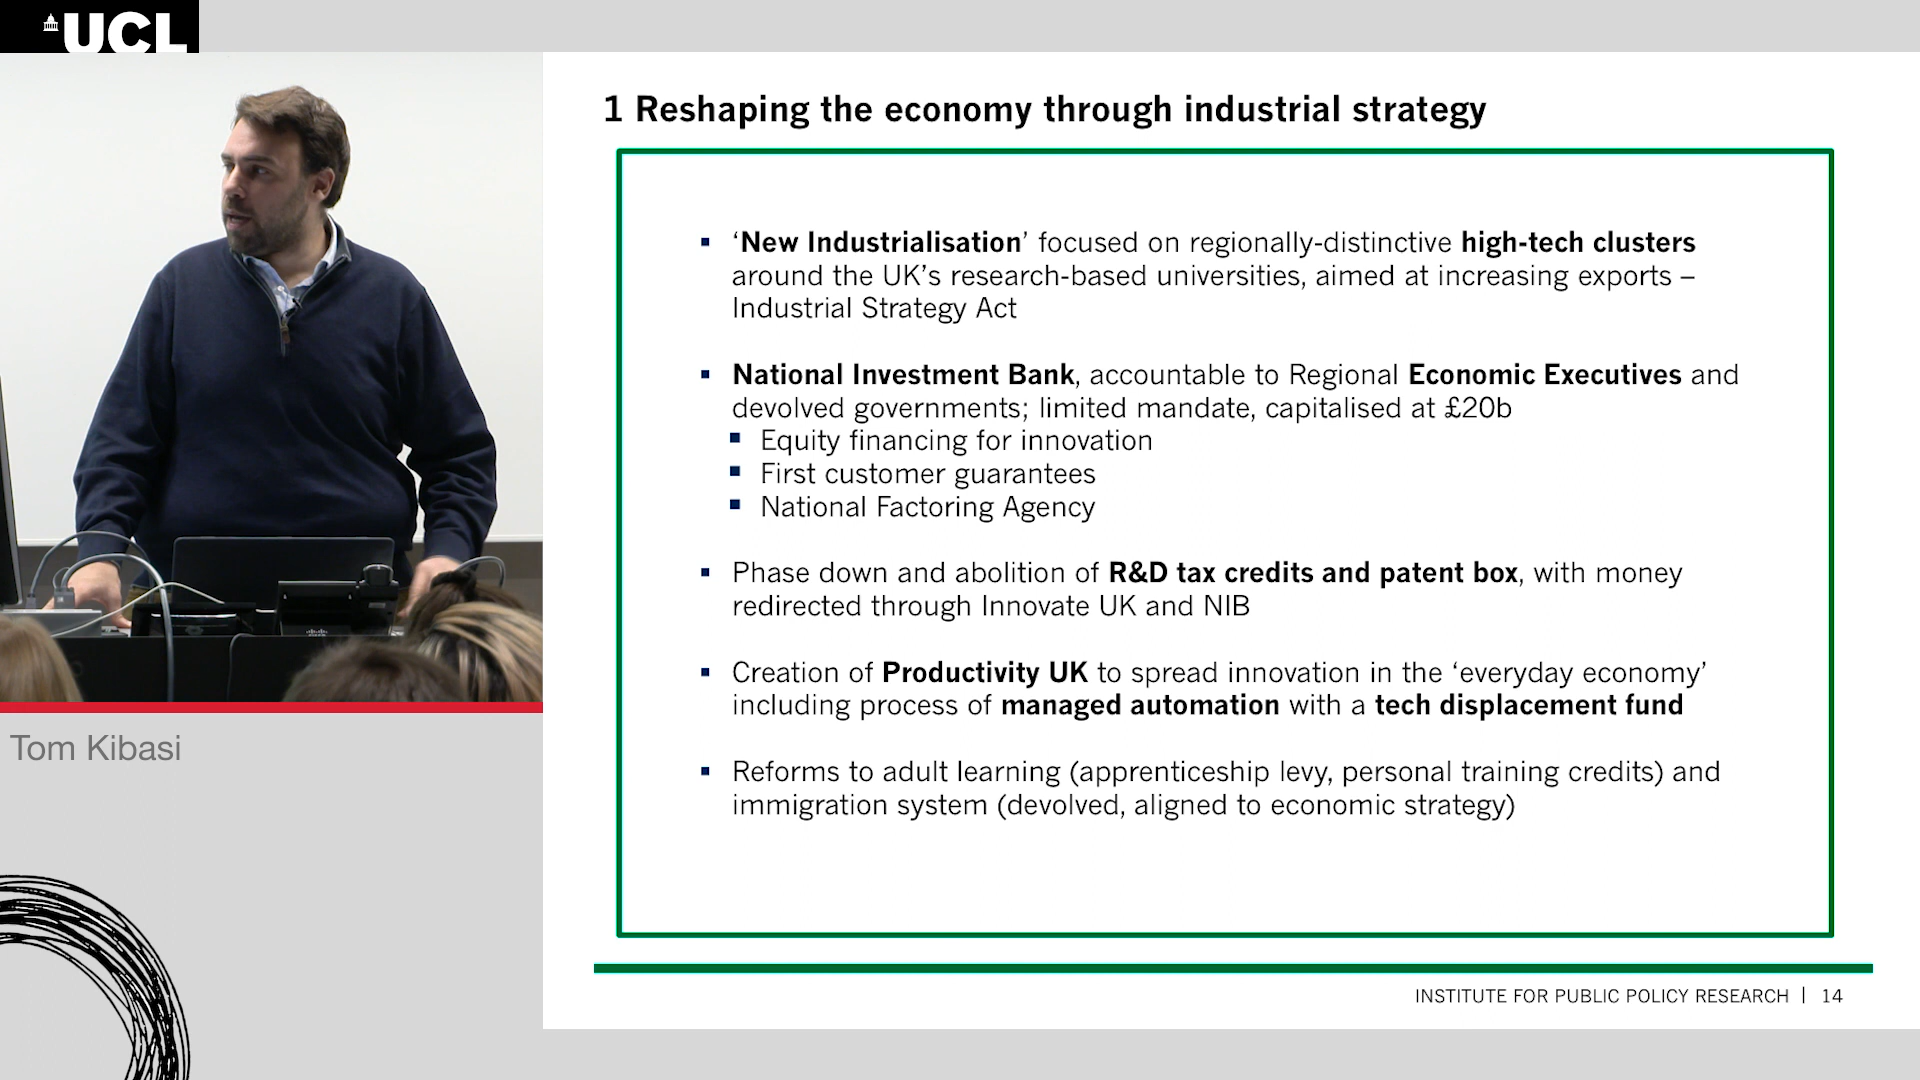 UCL
1 Reshaping the economy through industrial strategy
▪ ‘New Industrialisation’ focused on regionally-distinctive high-tech clusters
around the UK’s research-based universities, aimed at increasing exports –
Industrial Strategy Act
▪ National Investment Bank, accountable to Regional Economic Executives and
devolved governments; limited mandate, capitalised at £20b
▪ Equity financing for innovation
▪ First customer guarantees
▪ National Factoring Agency
▪ Phase down and abolition of R&D tax credits and patent box, with money
redirected through Innovate UK and NIB
▪ Creation of Productivity UK to spread innovation in the ‘everyday economy’
including process of managed automation with a tech displacement fund
▪ Reforms to adult learning (apprenticeship levy, personal training credits) and
immigration system (devolved, aligned to economic strategy)
INSTITUTE FOR PUBLIC POLICY RESEARCH | 14
Tom Kibasi